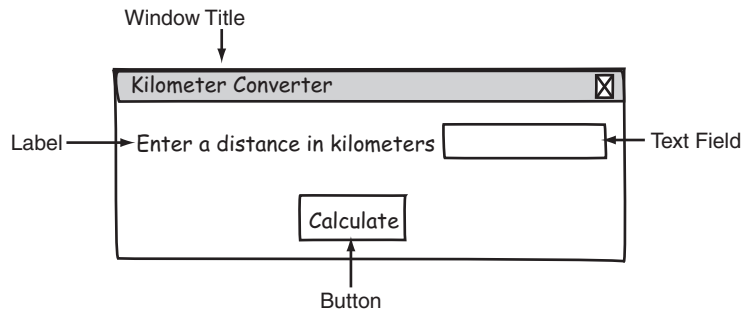 Window Title
Kilometer Converter
Label
Enter a distance in kilometers
Text Field
Calculate
Button